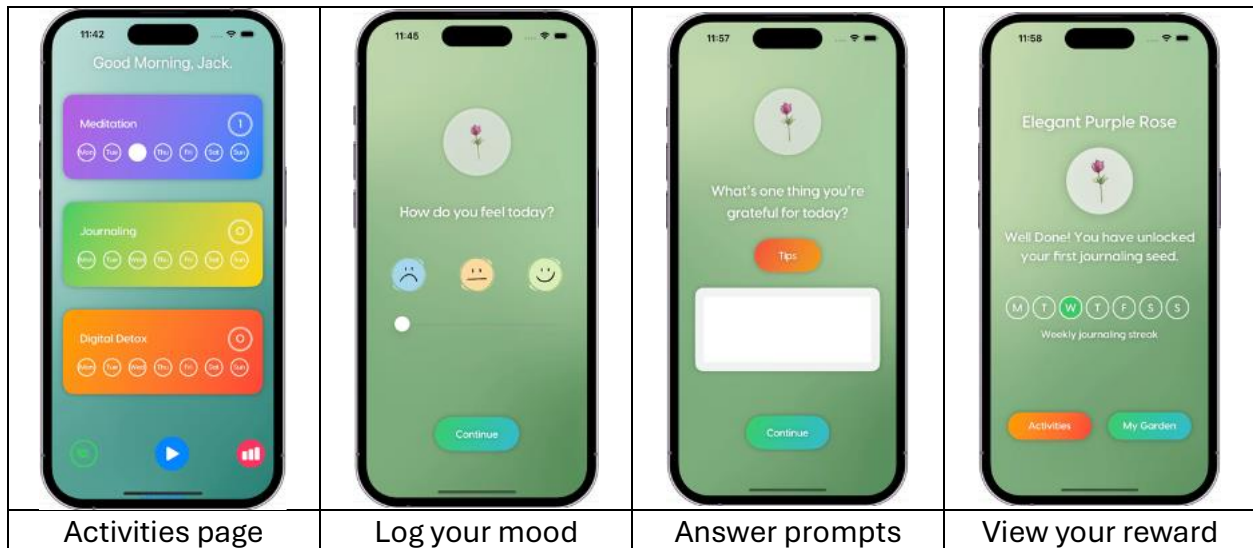 11:42
Good Morning, Jack.
Meditation
1
Mon Tue Thu Fri Sat Sun
Journaling
0
Mon Tue Wed Thu Fri Sat Sun
Digital Detox
0
Mon Tue Wed Thu Fri Sat Sun
Activities page
11:46
How do you feel today?
Continue
Log your mood
11:57
What's one thing you're
grateful for today?
Tips
Continue
Answer prompts
11:58
Elegant Purple Rose
Well Done! You have unlocked
your first journaling seed.
M T W T F S S
Weekly journaling streak
Activities My Garden
View your reward